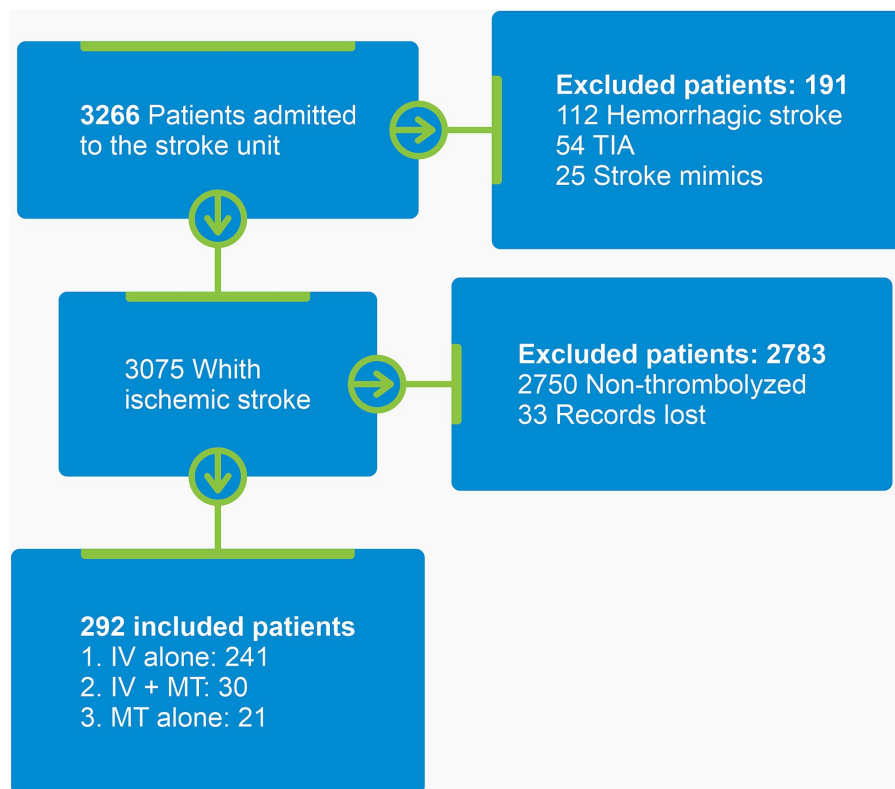 3266 Patients admitted
to the stroke unit
Excluded patients: 191
112 Hemorrhagic stroke
54 TIA
25 Stroke mimics
3075 Whith
ischemic stroke
Excluded patients: 2783
2750 Non-thrombolyzed
33 Records lost
292 included patients
1. IV alone: 241
2. IV + MT: 30
3. MT alone: 21